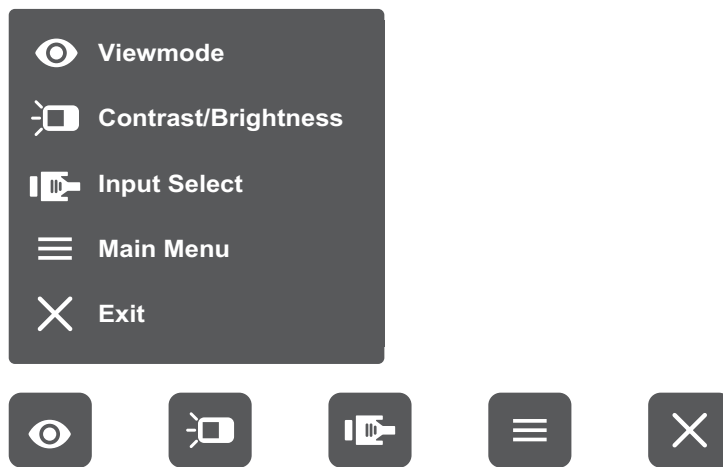 Viewmode
Contrast/Brightness
Input Select
Main Menu
Exit